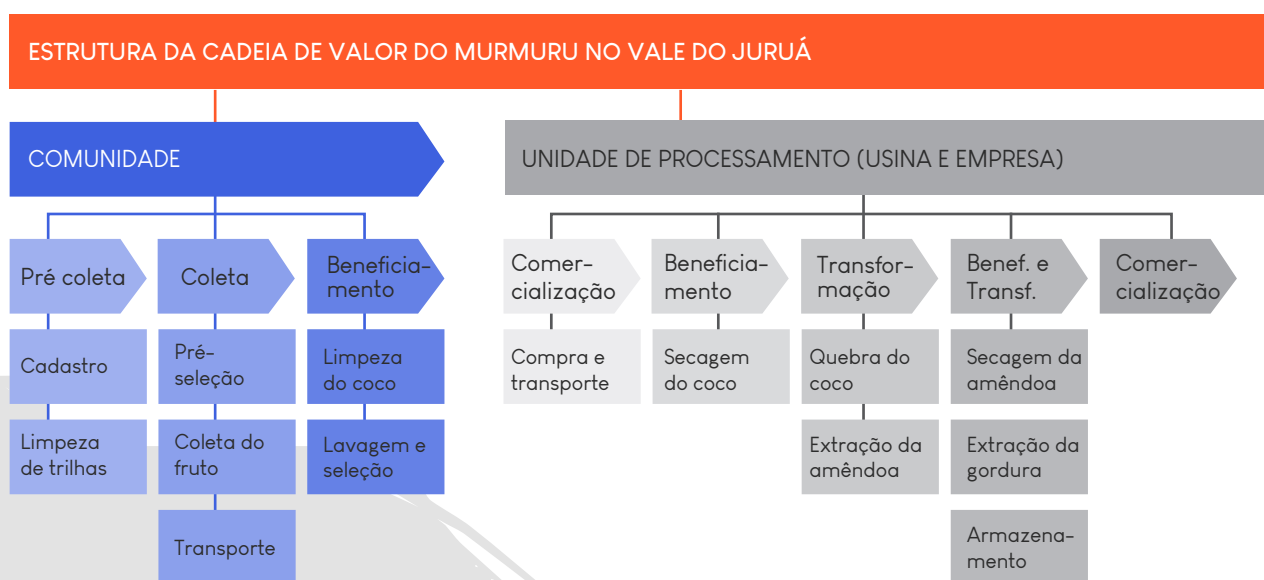 ESTRUTURA DA CADEIA DE VALOR DO MURMURU NO VALE DO JURUÁ
COMUNIDADE
UNIDADE DE PROCESSAMENTO (USINA E EMPRESA)
Pré coleta
Coleta
Beneficia-
mento
Comer-
cialização
Beneficia-
mento
Transfor-
mação
Benef. e
Transf.
Comer-
cialização
Cadastro
Pré-
seleção
Limpeza
do coco
Compra e
transporte
Secagem
do coco
Quebra do
coco
Secagem da
amêndoa
Limpeza
de trilhas
Coleta do
fruto
Lavagem e
seleção
Extração da
amêndoa
Extração da
gordura
Transporte
Armazena-
mento